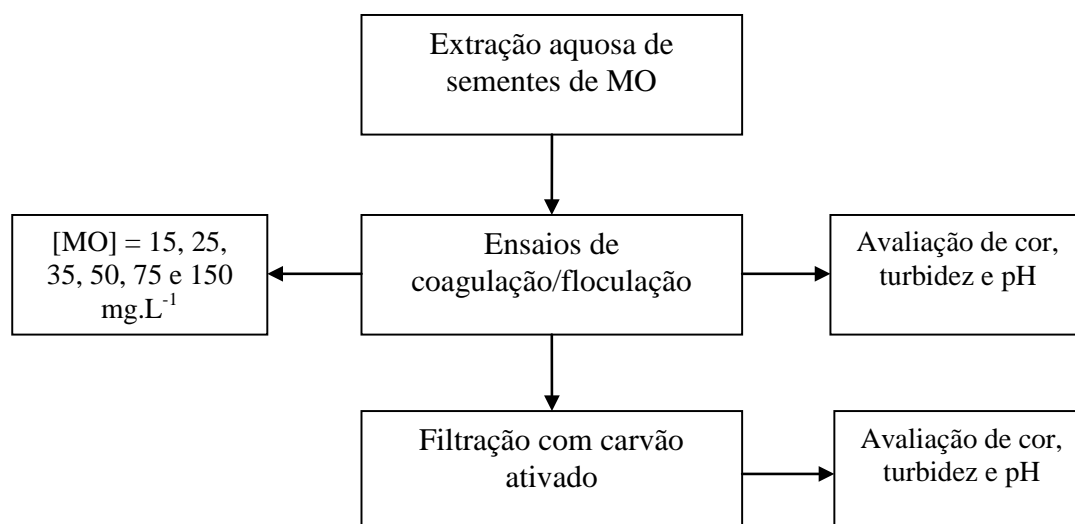 Extração aquosa de
sementes de MO
[MO] = 15, 25,
35, 50, 75 e 150
mg.L⁻¹
Ensaios de
coagulação/floculação
Avaliação de cor,
turbidez e pH
Filtração com carvão
ativado
Avaliação de cor,
turbidez e pH